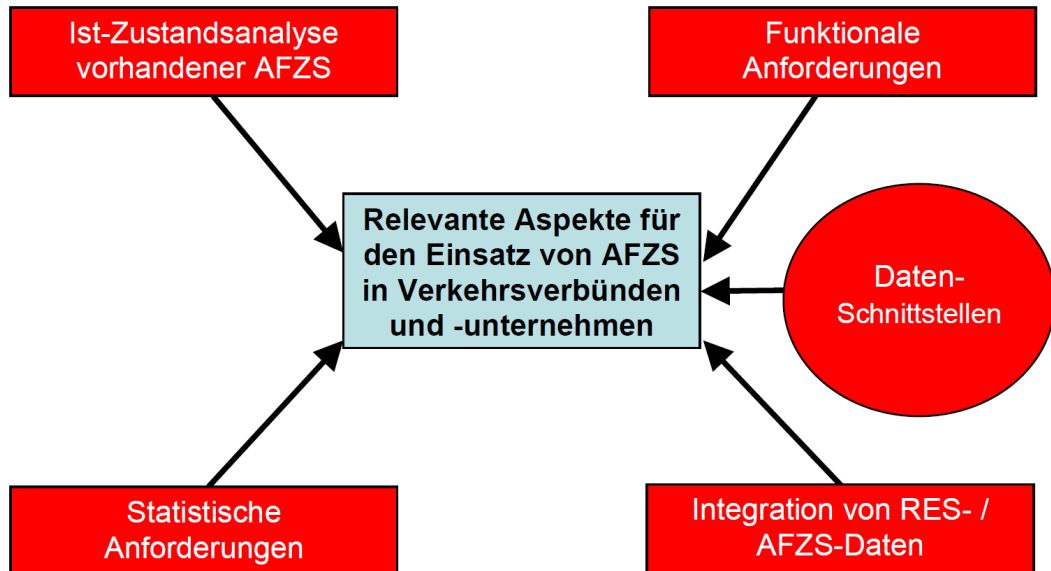 Ist-Zustandsanalyse
vorhandener AFZS
Funktionale
Anforderungen
Relevante Aspekte für
den Einsatz von AFZS
in Verkehrsverbünden
und -unternehmen
Daten-
Schnittstellen
Statistische
Anforderungen
Integration von RES- /
AFZS-Daten